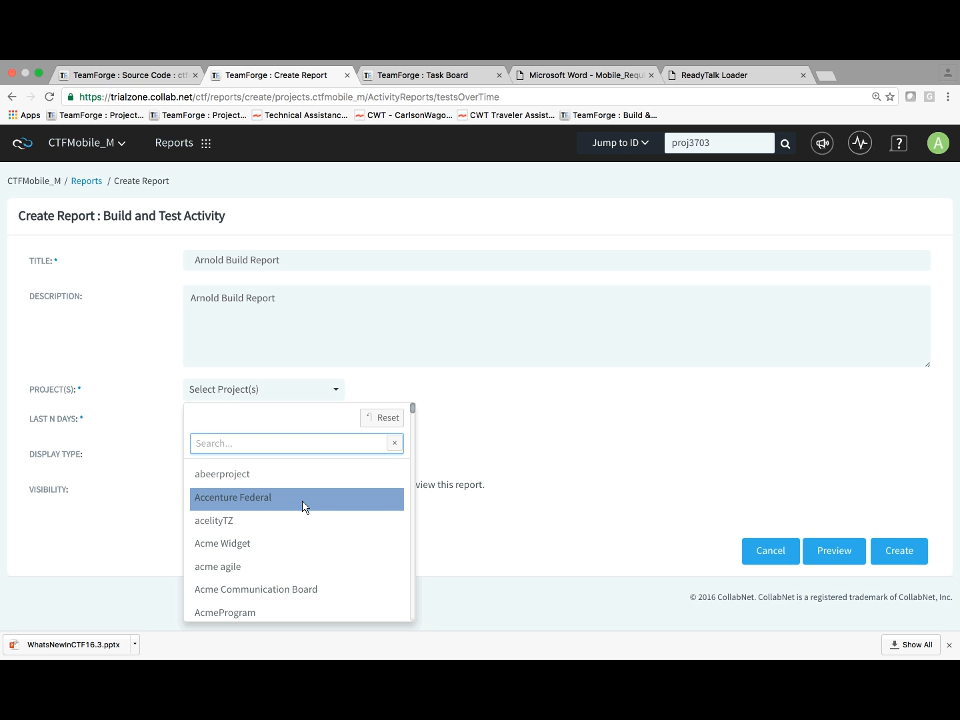 TeamForge : Source Code : ctf
TeamForge : Create Report
TeamForge : Task Board
Microsoft Word - Mobile_Requ
ReadyTalk Loader
https://trialzone.collab.net/ctf/reports/create/projects.ctfmobile_m/ActivityReports/testsOverTime
Apps
TeamForge : Project...
TeamForge : Project...
Technical Assistanc...
CWT - CarlsonWago...
CWT Traveler Assist...
TeamForge : Build &...
CTFMobile_M
Reports
Jump to ID
proj3703
A
CTFMobile_M / Reports / Create Report
Create Report : Build and Test Activity
TITLE: *
Arnold Build Report
DESCRIPTION:
Arnold Build Report
PROJECT(S): *
Select Project(s)
LAST N DAYS: *
Reset
Search...
DISPLAY TYPE:
abeerproject
VISIBILITY:
view this report.
Accenture Federal
acelityTZ
Acme Widget
acme agile
Acme Communication Board
AcmeProgram
Cancel
Preview
Create
© 2016 CollabNet. CollabNet is a registered trademark of CollabNet, Inc.
WhatsNewInCTF16.3.pptx
Show All